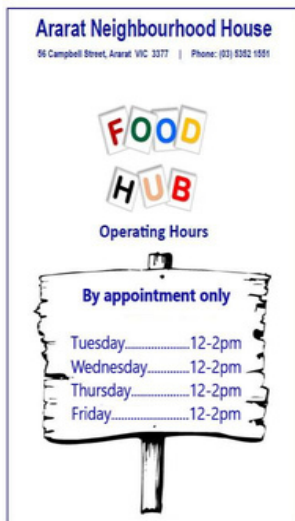 Ararat Neighbourhood House
56 Campbell Street, Ararat VIC 3377 | Phone: (03) 5352 1551
FOOD
HUB
Operating Hours
By appointment only
Tuesday....................12-2pm
Wednesday.............12-2pm
Thursday.................12-2pm
Friday........................12-2pm